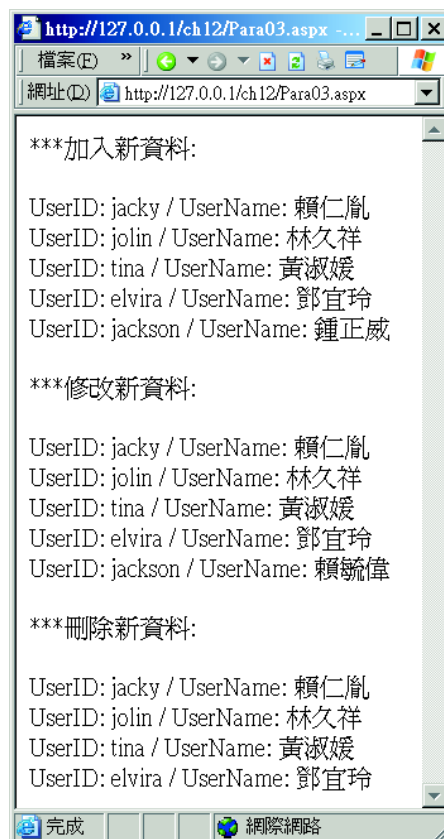 http://127.0.0.1/ch12/Para03.aspx -...
檔案(F) »
網址(D) http://127.0.0.1/ch12/Para03.aspx
***加入新資料:
UserID: jacky / UserName: 賴仁胤
UserID: jolin / UserName: 林久祥
UserID: tina / UserName: 黃淑媛
UserID: elvira / UserName: 鄧宜玲
UserID: jackson / UserName: 鍾正威
***修改新資料:
UserID: jacky / UserName: 賴仁胤
UserID: jolin / UserName: 林久祥
UserID: tina / UserName: 黃淑媛
UserID: elvira / UserName: 鄧宜玲
UserID: jackson / UserName: 賴毓偉
***刪除新資料:
UserID: jacky / UserName: 賴仁胤
UserID: jolin / UserName: 林久祥
UserID: tina / UserName: 黃淑媛
UserID: elvira / UserName: 鄧宜玲
完成 網際網路